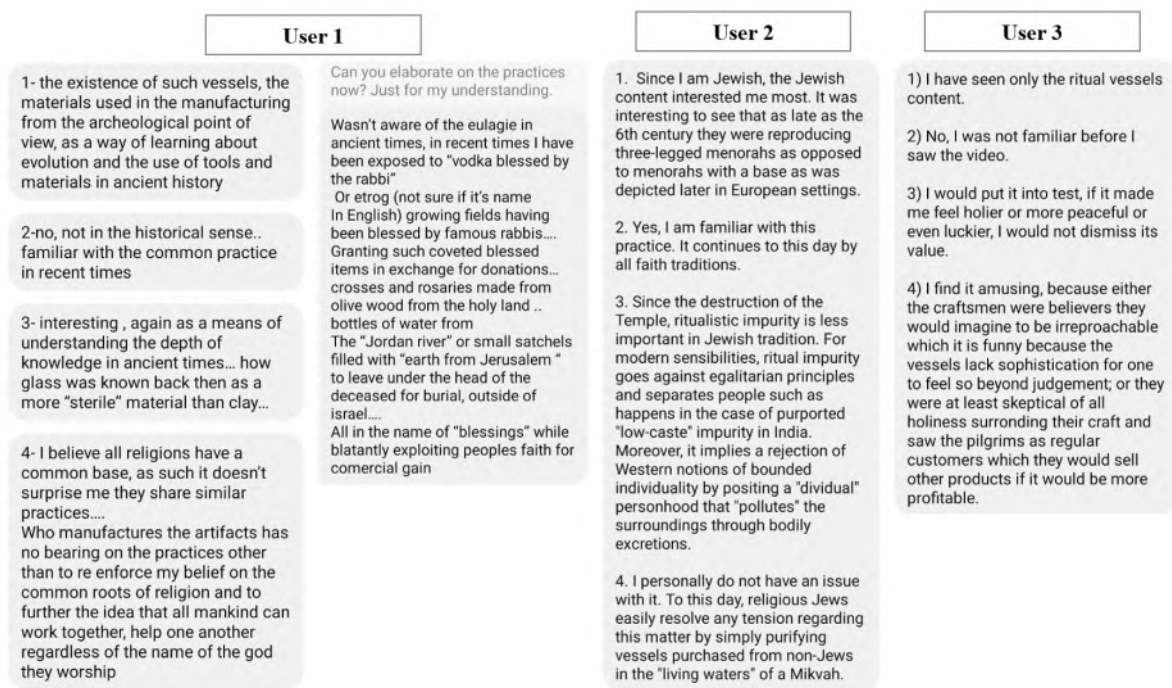 User 1
1- the existence of such vessels, the
materials used in the manufacturing
from the archeological point of
view, as a way of learning about
evolution and the use of tools and
materials in ancient history
2-no, not in the historical sense..
familiar with the common practice
in recent times
3- interesting , again as a means of
understanding the depth of
knowledge in ancient times... how
glass was known back then as a
more “sterile” material than clay...
4- I believe all religions have a
common base, as such it doesn't
surprise me they share similar
practices....
Who manufactures the artifacts has
no bearing on the practices other
than to re enforce my belief on the
common roots of religion and to
further the idea that all mankind can
work together, help one another
regardless of the name of the god
they worship
Can you elaborate on the practices
now? Just for my understanding.
Wasn't aware of the eulagie in
ancient times, in recent times I have
been exposed to “vodka blessed by
the rabbi”
Or etrog (not sure if it's name
In English) growing fields having
been blessed by famous rabbis....
Granting such coveted blessed
items in exchange for donations...
crosses and rosaries made from
olive wood from the holy land ..
bottles of water from
The “Jordan river” or small satchels
filled with “earth from Jerusalem ”
to leave under the head of the
deceased for burial, outside of
israel....
All in the name of “blessings” while
blatantly exploiting peoples faith for
comercial gain
User 2
1. Since I am Jewish, the Jewish
content interested me most. It was
interesting to see that as late as the
6th century they were reproducing
three-legged menorahs as opposed
to menorahs with a base as was
depicted later in European settings.
2. Yes, I am familiar with this
practice. It continues to this day by
all faith traditions.
3. Since the destruction of the
Temple, ritualistic impurity is less
important in Jewish tradition. For
modern sensibilities, ritual impurity
goes against egalitarian principles
and separates people such as
happens in the case of purported
"low-caste" impurity in India.
Moreover, it implies a rejection of
Western notions of bounded
individuality by positing a "dividual"
personhood that "pollutes" the
surroundings through bodily
excretions.
4. I personally do not have an issue
with it. To this day, religious Jews
easily resolve any tension regarding
this matter by simply purifying
vessels purchased from non-Jews
in the "living waters" of a Mikvah.
User 3
1) I have seen only the ritual vessels
content.
2) No, I was not familiar before I
saw the video.
3) I would put it into test, if it made
me feel holier or more peaceful or
even luckier, I would not dismiss its
value.
4) I find it amusing, because either
the craftsmen were believers they
would imagine to be irreproachable
which it is funny because the
vessels lack sophistication for one
to feel so beyond judgement; or they
were at least skeptical of all
holiness surronding their craft and
saw the pilgrims as regular
customers which they would sell
other products if it would be more
profitable.